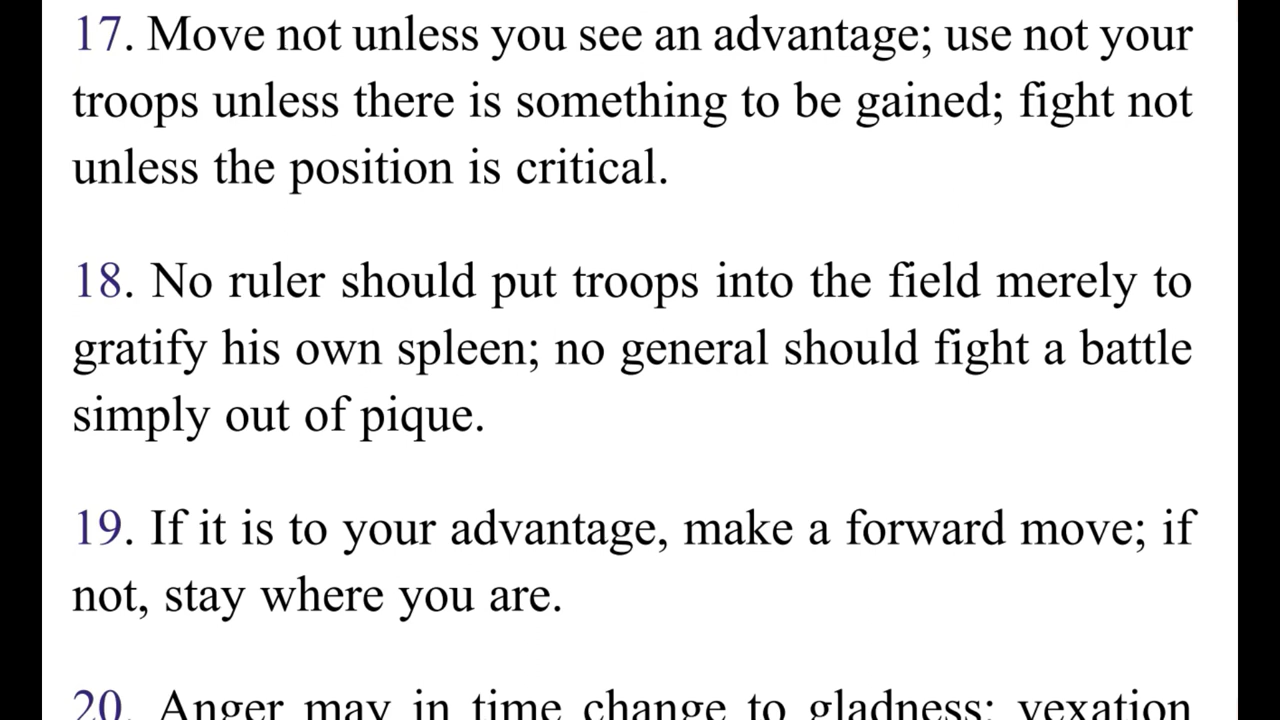 17. Move not unless you see an advantage; use not your
troops unless there is something to be gained; fight not
unless the position is critical.
18. No ruler should put troops into the field merely to
gratify his own spleen; no general should fight a battle
simply out of pique.
19. If it is to your advantage, make a forward move; if
not, stay where you are.
20. Anger may in time change to gladness; vexation